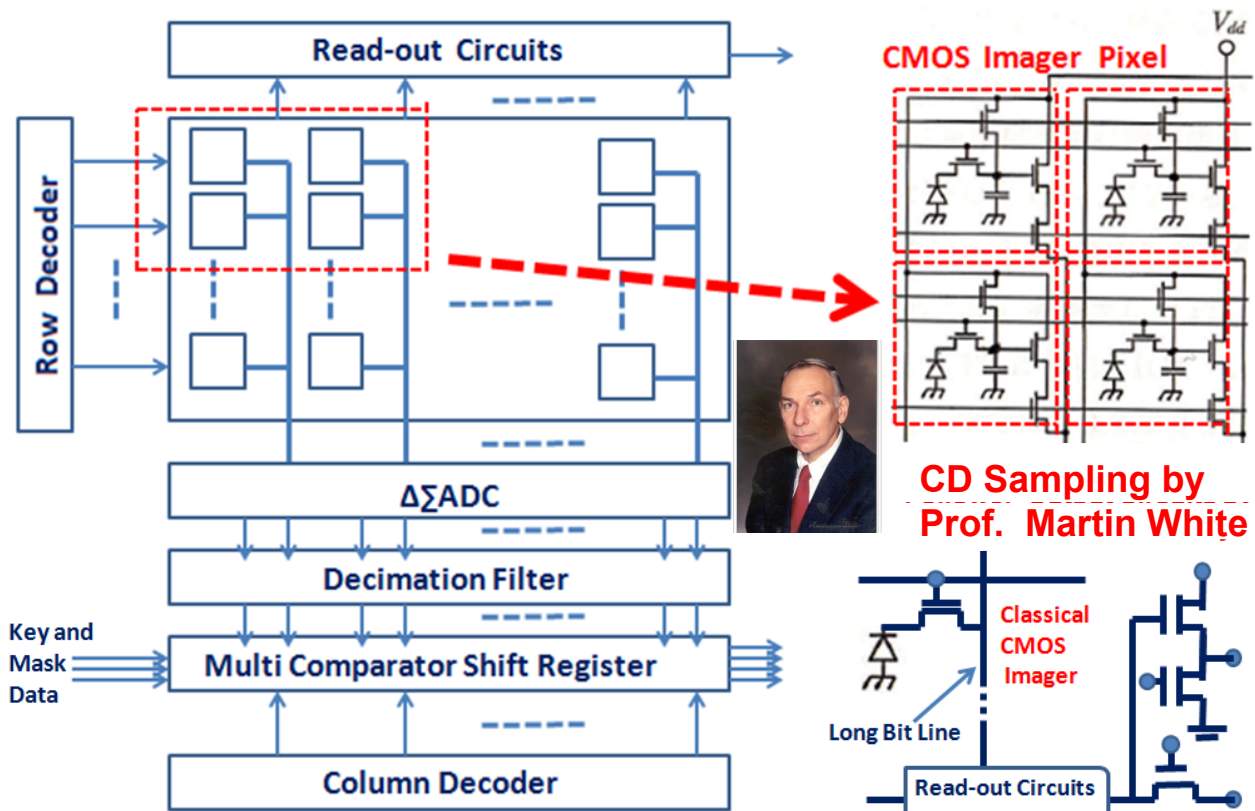 Read-out Circuits
Row Decoder
ΔΣADC
Decimation Filter
Key and
Mask
Data
Multi Comparator Shift Register
Column Decoder
Vdd
CMOS Imager Pixel
CD Sampling by
Prof. Martin White
Classical
CMOS
Imager
Long Bit Line
Read-out Circuits